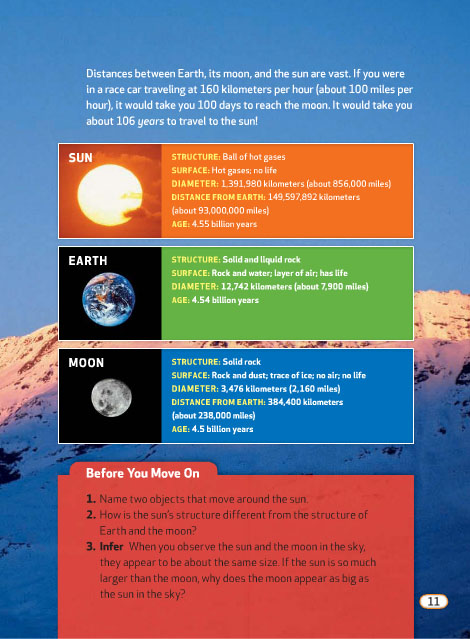 Distances between Earth, its moon, and the sun are vast. If you were
in a race car traveling at 160 kilometers per hour (about 100 miles per
hour), it would take you 100 days to reach the moon. It would take you
about 106 years to travel to the sun!
SUN
STRUCTURE: Ball of hot gases
SURFACE: Hot gases; no life
DIAMETER: 1,391,980 kilometers (about 856,000 miles)
DISTANCE FROM EARTH: 149,597,892 kilometers
(about 93,000,000 miles)
AGE: 4.55 billion years
EARTH
STRUCTURE: Solid and liquid rock
SURFACE: Rock and water; layer of air; has life
DIAMETER: 12,742 kilometers (about 7,900 miles)
AGE: 4.54 billion years
MOON
STRUCTURE: Solid rock
SURFACE: Rock and dust; trace of ice; no air; no life
DIAMETER: 3,476 kilometers (2,160 miles)
DISTANCE FROM EARTH: 384,400 kilometers
(about 238,000 miles)
AGE: 4.5 billion years
Before You Move On
1. Name two objects that move around the sun.
2. How is the sun's structure different from the structure of
Earth and the moon?
3. Infer When you observe the sun and the moon in the sky,
they appear to be about the same size. If the sun is so much
larger than the moon, why does the moon appear as big as
the sun in the sky?
11